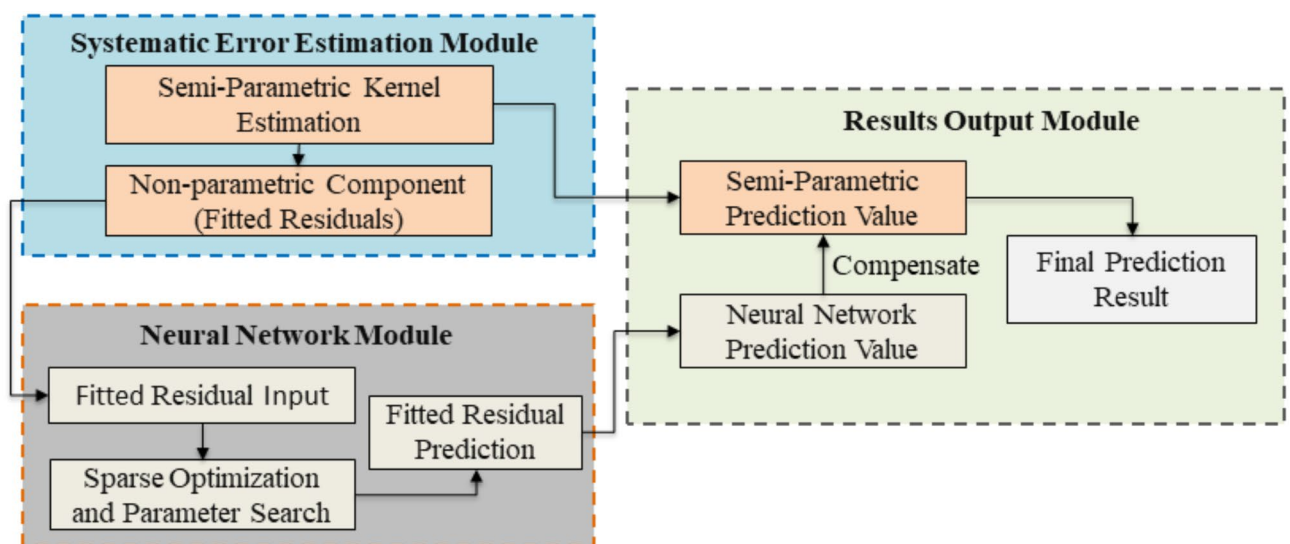 Systematic Error Estimation Module
Semi-Parametric Kernel
Estimation
Non-parametric Component
(Fitted Residuals)
Neural Network Module
Fitted Residual Input
Sparse Optimization
and Parameter Search
Fitted Residual
Prediction
Results Output Module
Semi-Parametric
Prediction Value
Compensate
Neural Network
Prediction Value
Final Prediction
Result